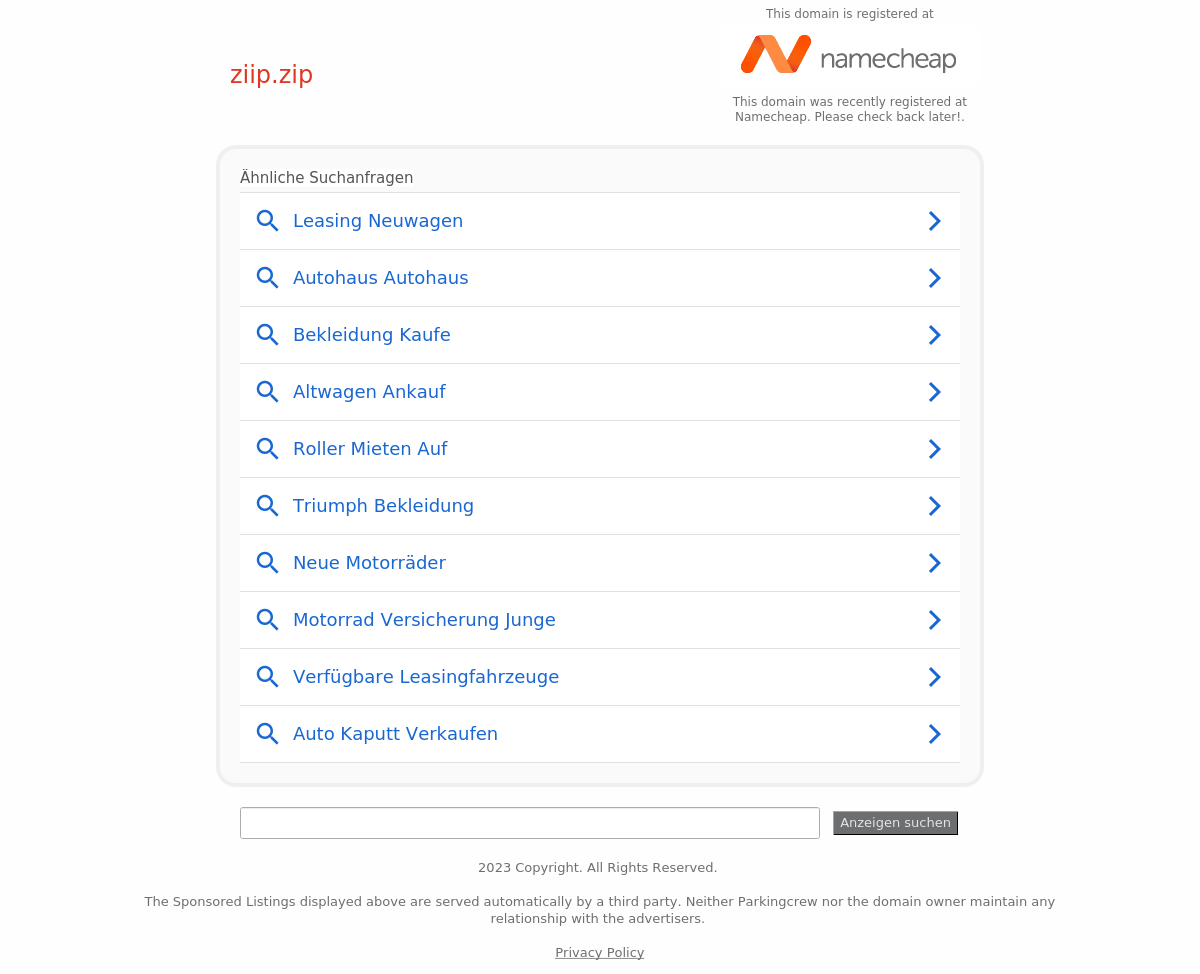 This domain is registered at
ziip.zip
namecheap
This domain was recently registered at
Namecheap. Please check back later!.
Ähnliche Suchanfragen
Leasing Neuwagen
Autohaus Autohaus
Bekleidung Kaufe
Altwagen Ankauf
Roller Mieten Auf
Triumph Bekleidung
Neue Motorräder
Motorrad Versicherung Junge
Verfügbare Leasingfahrzeuge
Auto Kaputt Verkaufen
Anzeigen suchen
2023 Copyright. All Rights Reserved.
The Sponsored Listings displayed above are served automatically by a third party. Neither Parkingcrew nor the domain owner maintain any
relationship with the advertisers.
Privacy Policy